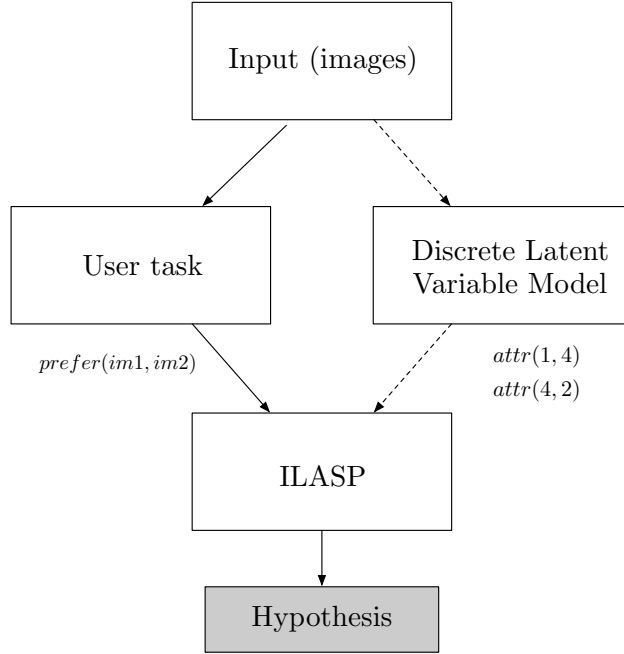 Input (images)
User task
Discrete Latent
Variable Model
prefer(im1, im2)
attr(1, 4)
attr(4, 2)
ILASP
Hypothesis